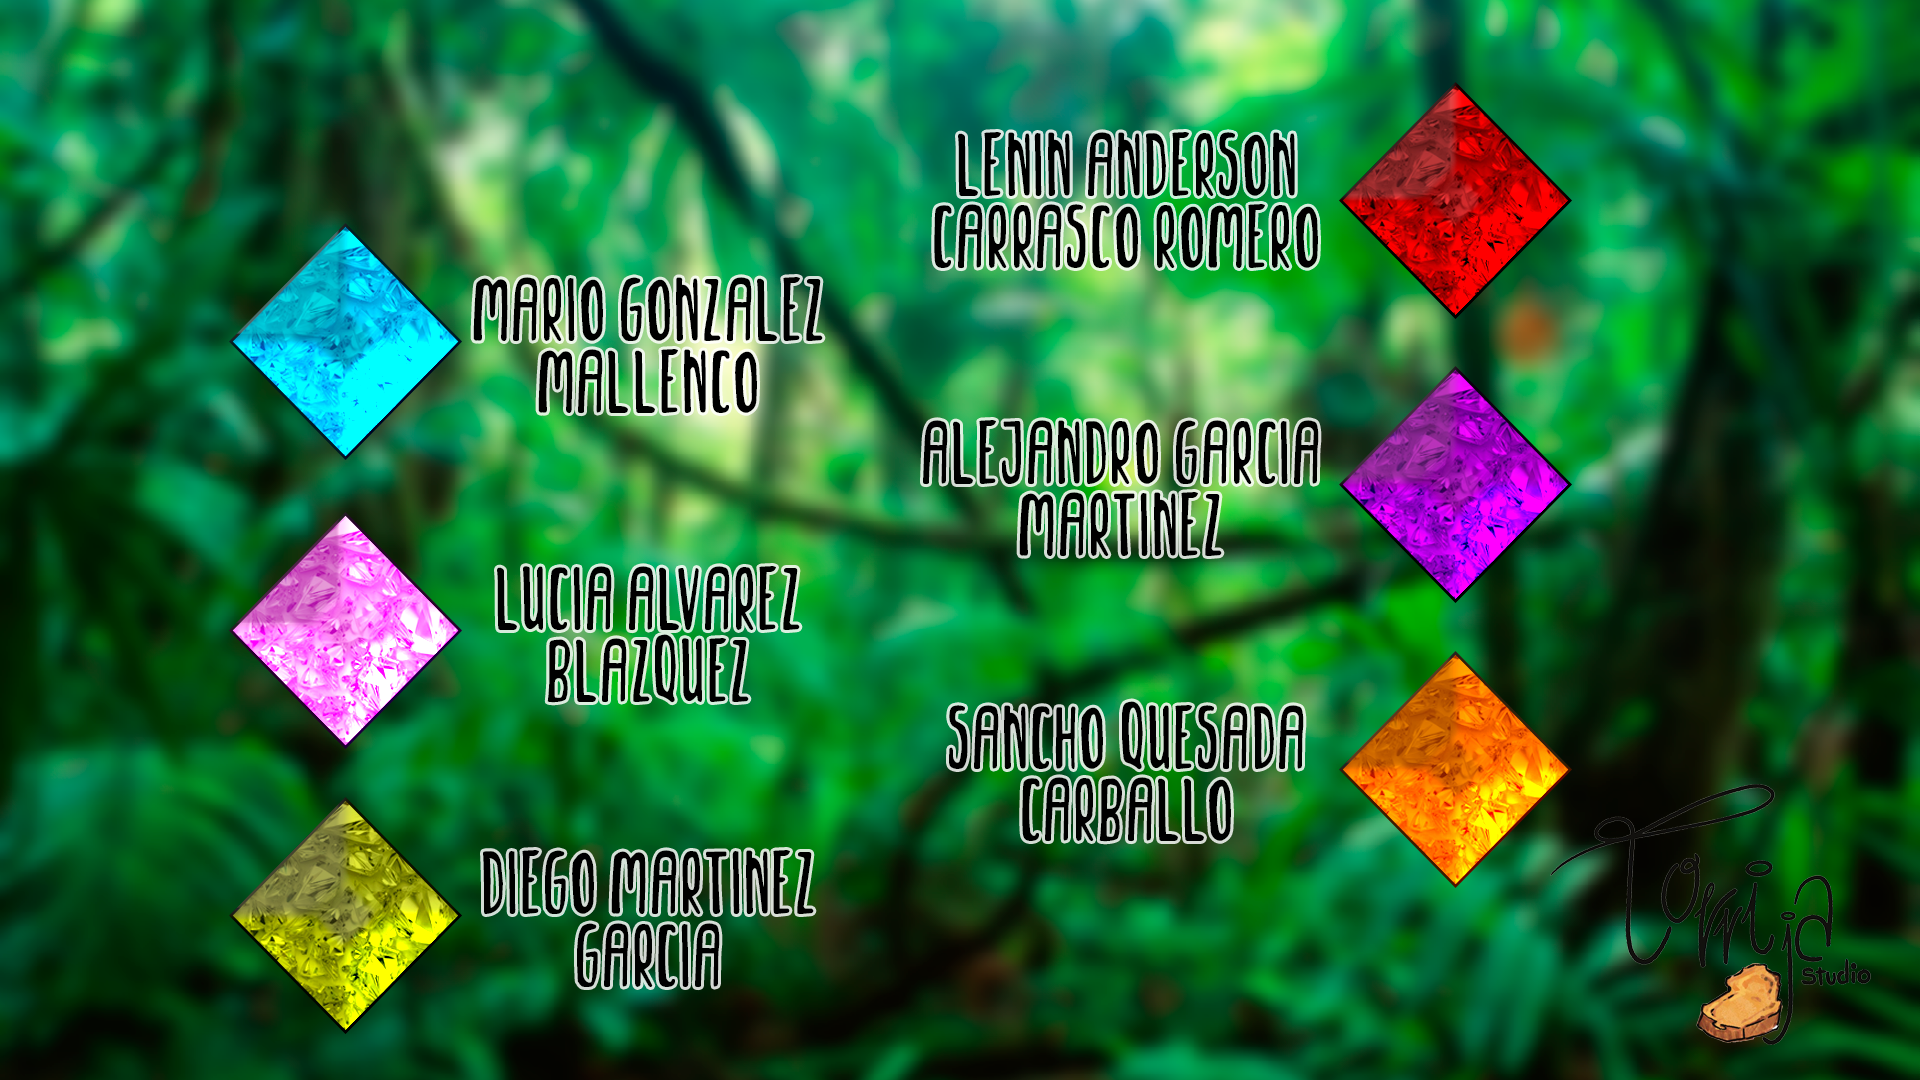 MARIO GONZALEZ
MALLENCO
LUCIA ALVAREZ
BLAZQUEZ
DIEGO MARTINEZ
GARCIA
LENIN ANDERSON
CARRASCO ROMERO
ALEJANDRO GARCIA
MARTINEZ
SANCHO QUESADA
CARBALLO
Torrija
Studio